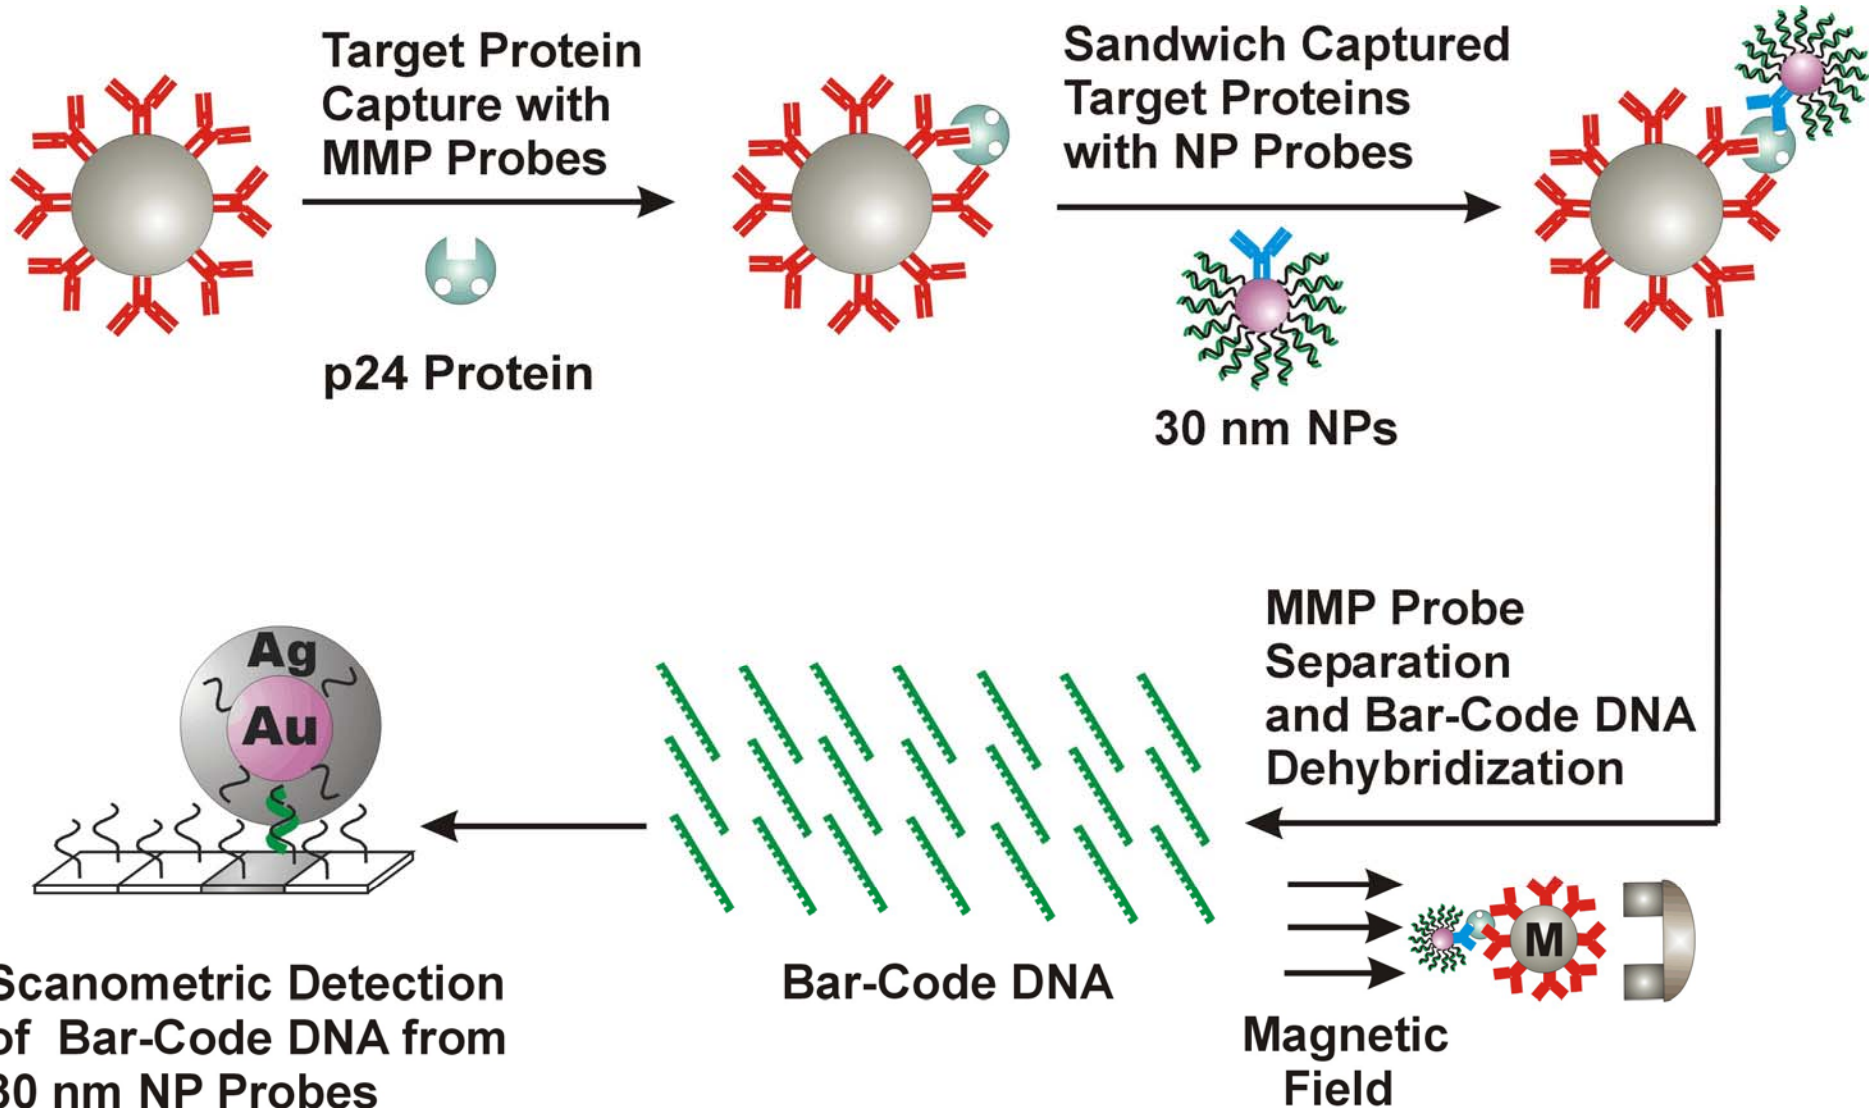 Target Protein
Capture with
MMP Probes
p24 Protein
Sandwich Captured
Target Proteins
with NP Probes
30 nm NPs
MMP Probe
Separation
and Bar-Code DNA
Dehybridization
M
Magnetic
Field
Bar-Code DNA
Ag
Au
Scanometric Detection
of Bar-Code DNA from
30 nm NP Probes